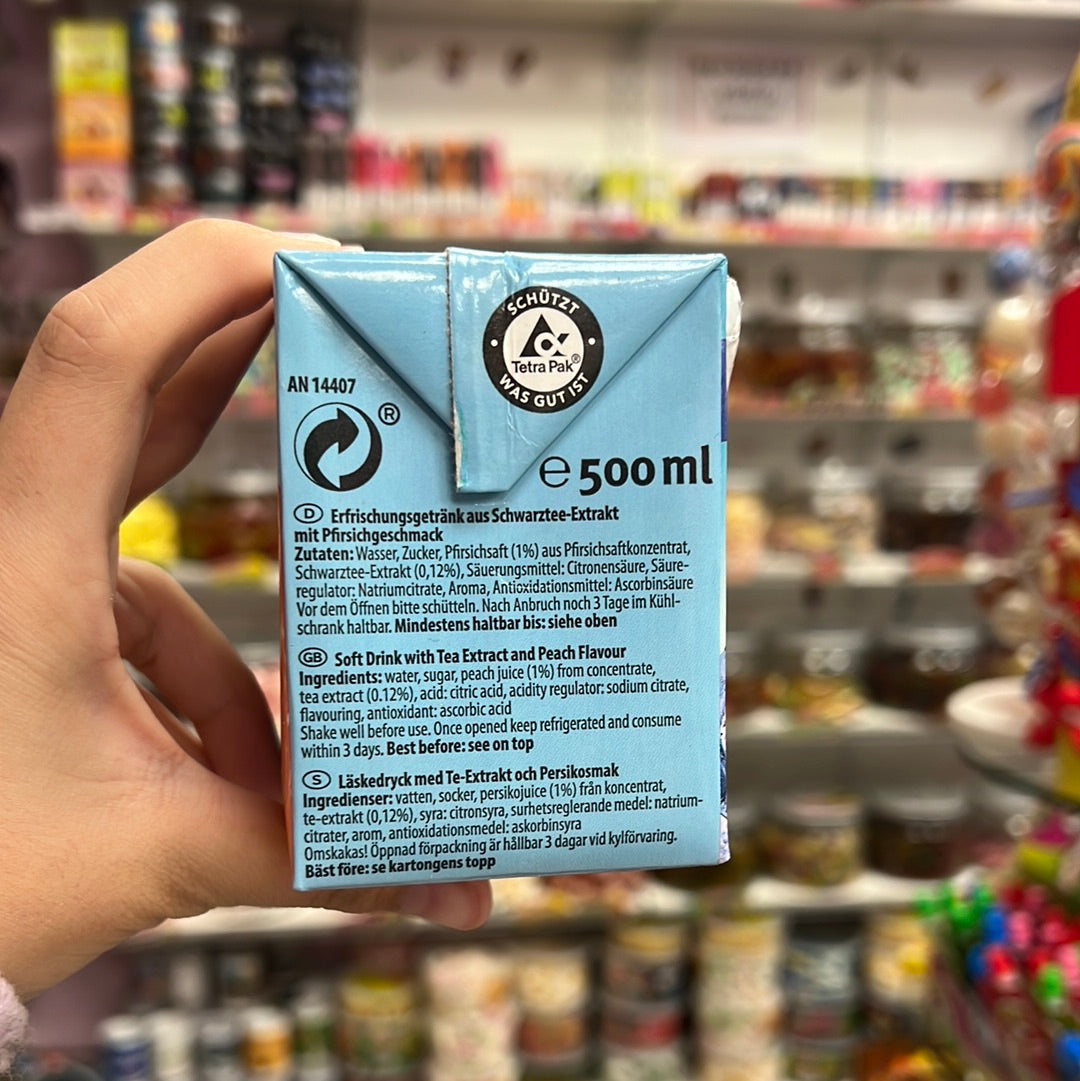 SCHÜTZT
Tetra Pak®
WAS GUT IST
AN 14407
®
e 500 ml
D Erfrischungsgetränk aus Schwarztee-Extrakt
mit Pfirsichgeschmack
Zutaten: Wasser, Zucker, Pfirsichsaft (1%) aus Pfirsichsaftkonzentrat,
Schwarztee-Extrakt (0,12%), Säuerungsmittel: Citronensäure, Säure-
regulator: Natriumcitrate, Aroma, Antioxidationsmittel: Ascorbinsäure
Vor dem Öffnen bitte schütteln. Nach Anbruch noch 3 Tage im Kühl-
schrank haltbar. Mindestens haltbar bis: siehe oben
GB Soft Drink with Tea Extract and Peach Flavour
Ingredients: water, sugar, peach juice (1%) from concentrate,
tea extract (0.12%), acid: citric acid, acidity regulator: sodium citrate,
flavouring, antioxidant: ascorbic acid
Shake well before use. Once opened keep refrigerated and consume
within 3 days. Best before: see on top
S Läskedryck med Te-Extrakt och Persikosmak
Ingredienser: vatten, socker, persikojuice (1%) från koncentrat,
te-extrakt (0,12%), syra: citronsyra, surhetsreglerande medel: natrium-
citrater, arom, antioxidationsmedel: askorbinsyra
Omskakas! Öppnad förpackning är hållbar 3 dagar vid kylförvaring.
Bäst före: se kartongens topp